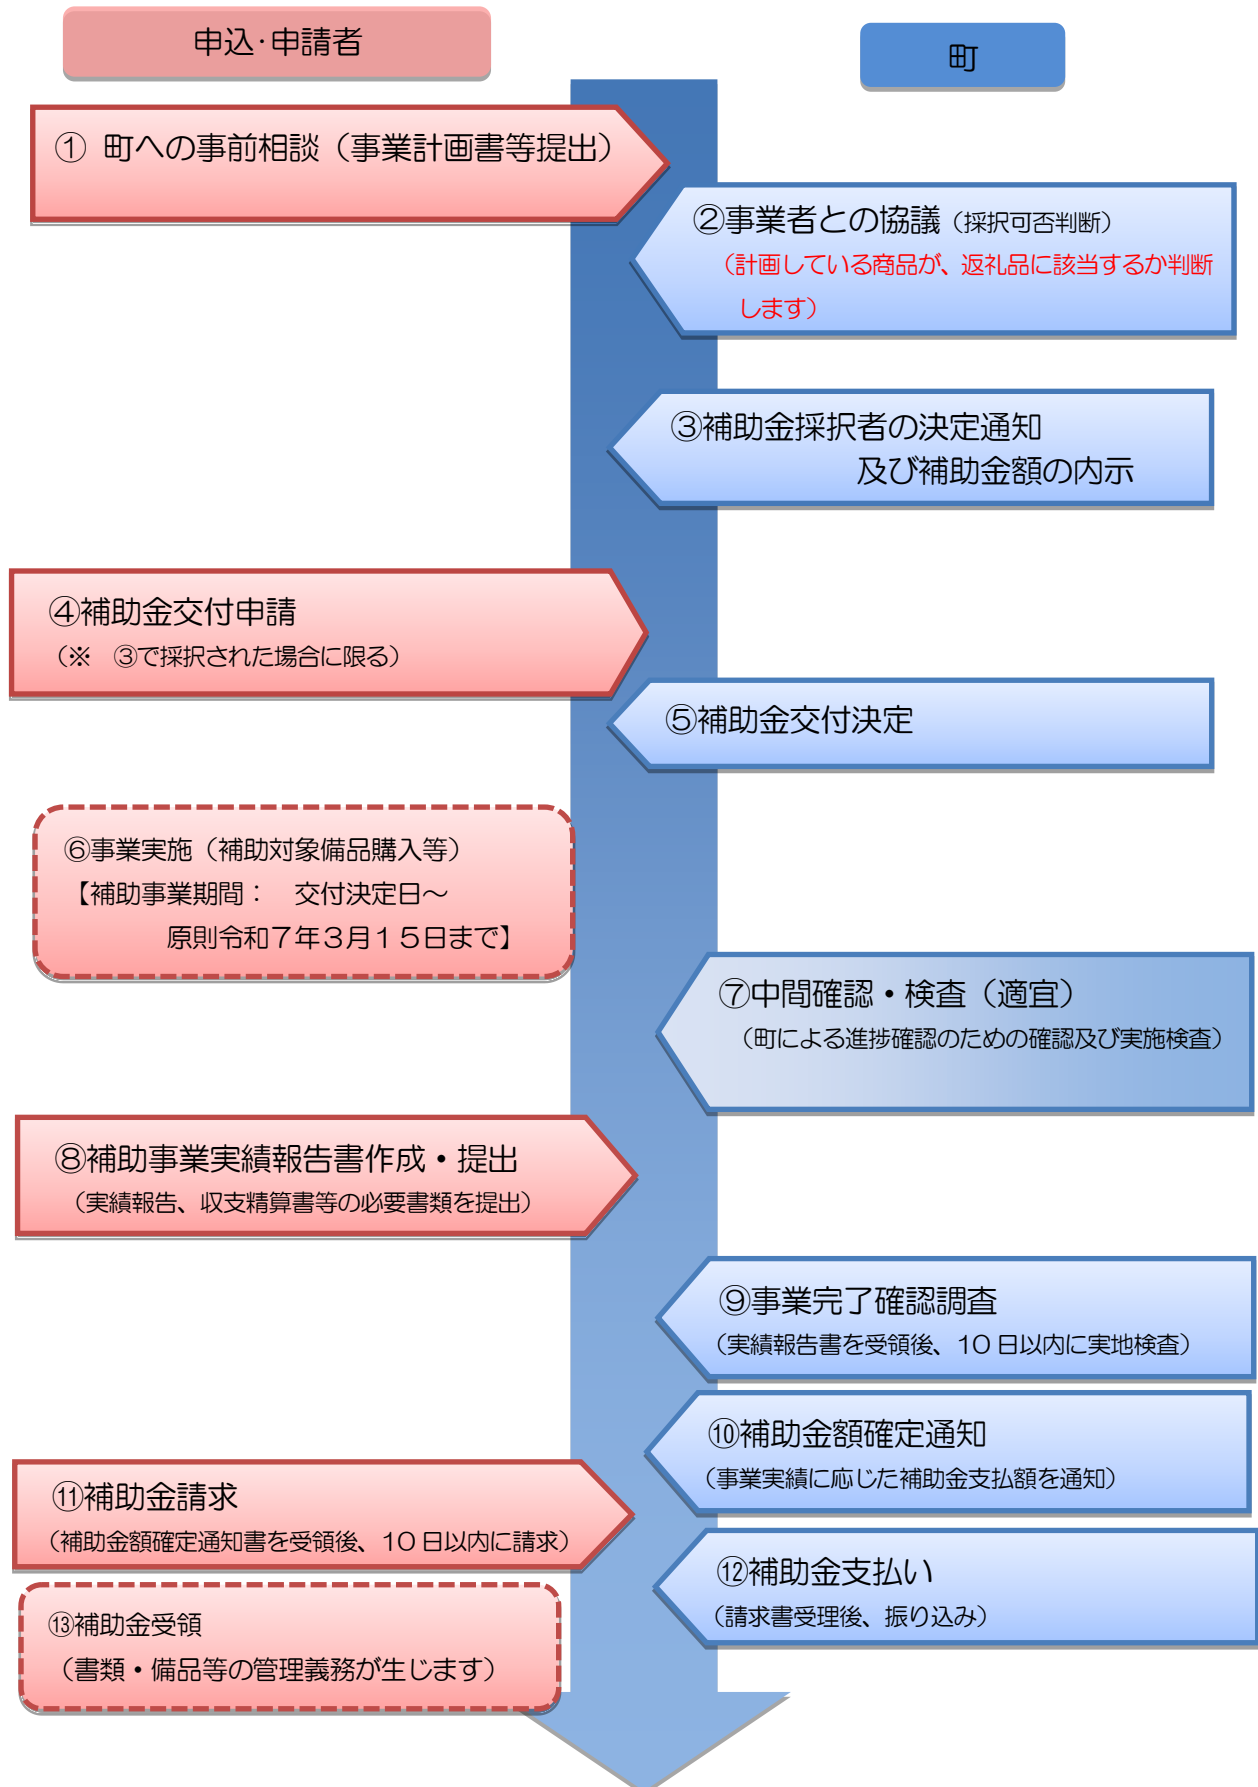 申込・申請者
町
① 町への事前相談（事業計画書等提出）
②事業者との協議（採択可否判断）
（計画している商品が、返礼品に該当するか判断
します）
③補助金採択者の決定通知
及び補助金額の内示
④補助金交付申請
（※　③で採択された場合に限る）
⑤補助金交付決定
⑥事業実施（補助対象備品購入等）
【補助事業期間：　交付決定日～
原則令和７年３月１５日まで】
⑦中間確認・検査（適宜）
（町による進捗確認のための確認及び実施検査）
⑧補助事業実績報告書作成・提出
（実績報告、収支精算書等の必要書類を提出）
⑨事業完了確認調査
（実績報告書を受領後、10 日以内に実地検査）
⑩補助金額確定通知
（事業実績に応じた補助金支払額を通知）
⑪補助金請求
（補助金額確定通知書を受領後、10 日以内に請求）
⑫補助金支払い
（請求書受理後、振り込み）
⑬補助金受領
（書類・備品等の管理義務が生じます）